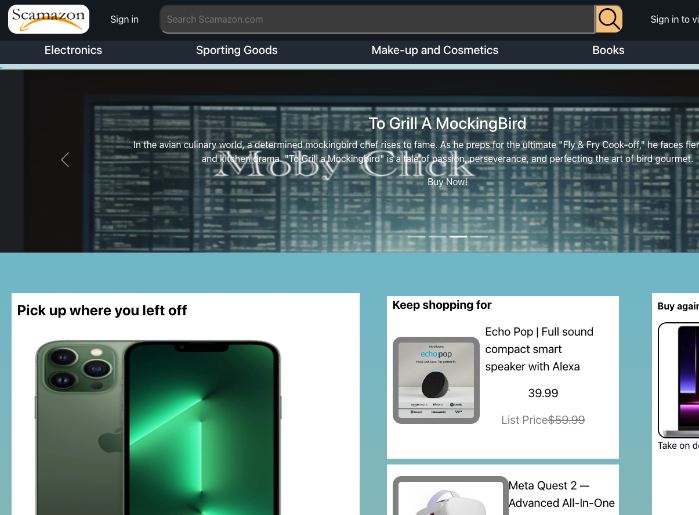 Scamazon
Sign in
Search Scamazon.com
Sign in to vi
Electronics
Sporting Goods
Make-up and Cosmetics
Books
To Grill A MockingBird
In the avian culinary world, a determined mockingbird chef rises to fame. As he preps for the ultimate "Fly & Fry Cook-off," he faces fier
and kitchen drama. "To Grill a Mockingbird" is a tale of passion, perseverance, and perfecting the art of bird gourmet.
Moby Click
Buy Now!
Pick up where you left off
Keep shopping for
echo pop
Echo Pop | Full sound
compact smart
speaker with Alexa
39.99
List Price$59.99
Meta Quest 2 —
Advanced All-In-One
Buy again
Take on de